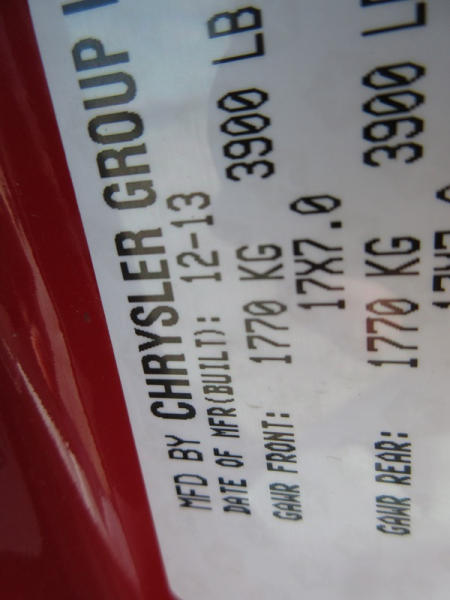 MFD BY CHRYSLER GROUP
DATE OF MFR(BUILT): 12-13
GAWR FRONT: 1770 KG 3900 LB
17X7.0
GAWR REAR: 1770 KG 3900